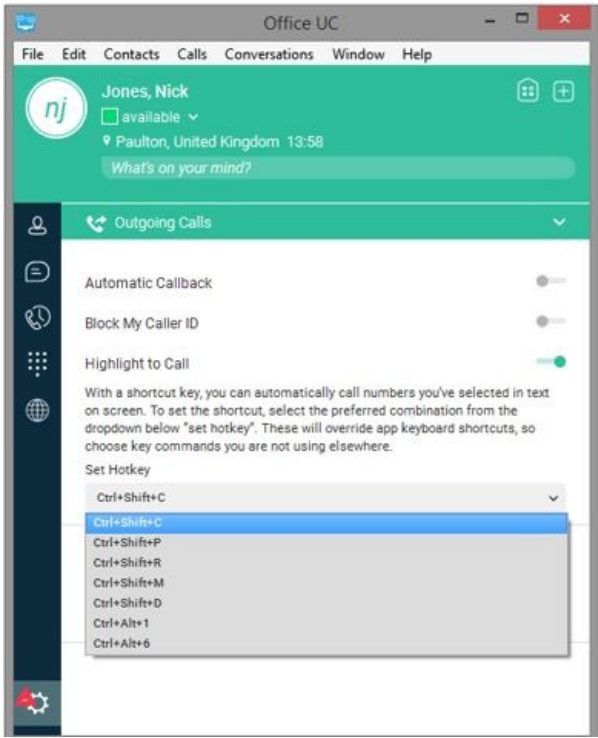 Office UC
File Edit Contacts Calls Conversations Window Help
nj
Jones, Nick
available
Paulton, United Kingdom 13:58
What's on your mind?
Outgoing Calls
Automatic Callback
Block My Caller ID
Highlight to Call
With a shortcut key, you can automatically call numbers you've selected in text
on screen. To set the shortcut, select the preferred combination from the
dropdown below "set hotkey". These will override app keyboard shortcuts, so
choose key commands you are not using elsewhere.
Set Hotkey
Ctrl+Shift+C
Ctrl+Shift+C
Ctrl+Shift+P
Ctrl+Shift+R
Ctrl+Shift+M
Ctrl+Shift+D
Ctrl+Alt+1
Ctrl+Alt+6